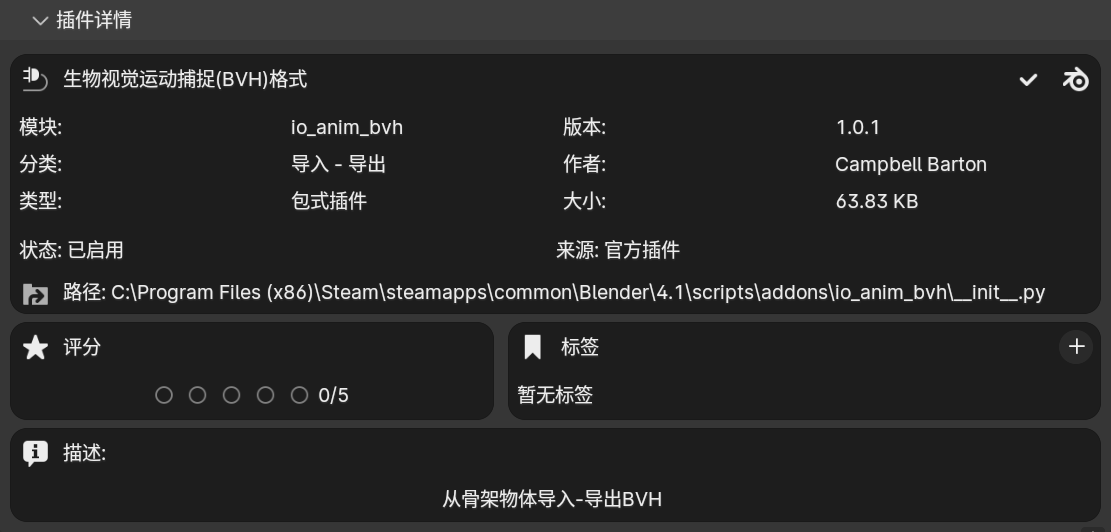 插件详情
生物视觉运动捕捉(BVH)格式
模块: io_anim_bvh 版本: 1.0.1
分类: 导入 - 导出 作者: Campbell Barton
类型: 包式插件 大小: 63.83 KB
状态: 已启用 来源: 官方插件
路径: C:\Program Files (x86)\Steam\steamapps\common\Blender\4.1\scripts\addons\io_anim_bvh\__init__.py
评分 标签
0/5 暂无标签
描述:
从骨架物体导入-导出BVH